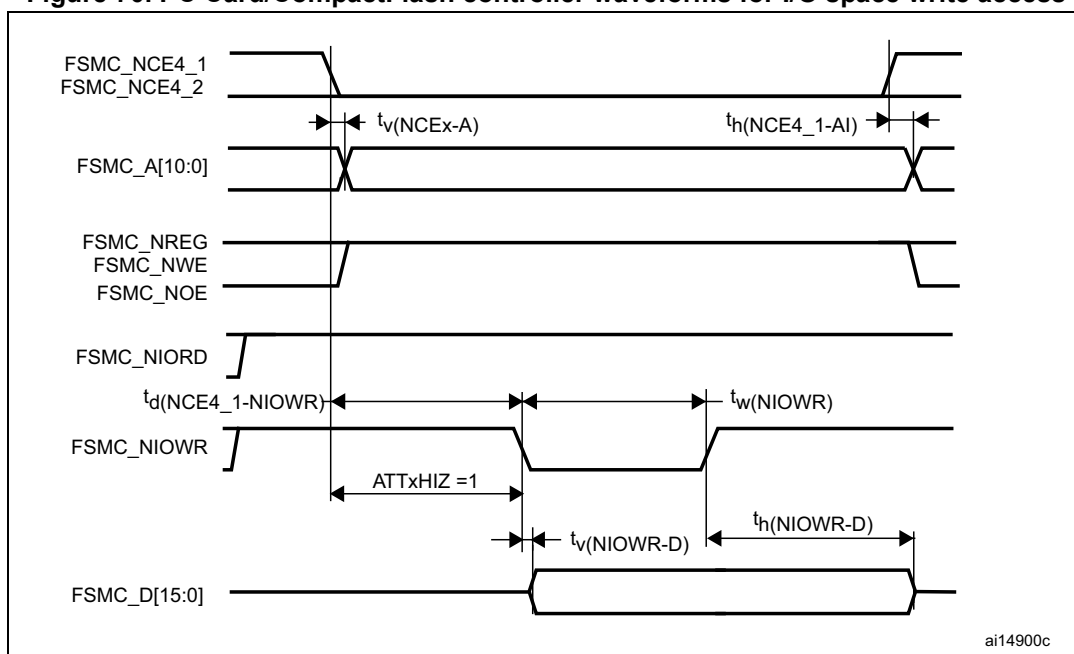 FSMC_NCE4_1
FSMC_NCE4_2
tv(NCEx-A)
th(NCE4_1-AI)
FSMC_A[10:0]
FSMC_NREG
FSMC_NWE
FSMC_NOE
FSMC_NIORD
td(NCE4_1-NIOWR)
tw(NIOWR)
FSMC_NIOWR
ATTxHIZ =1
tv(NIOWR-D)
th(NIOWR-D)
FSMC_D[15:0]
ai14900c